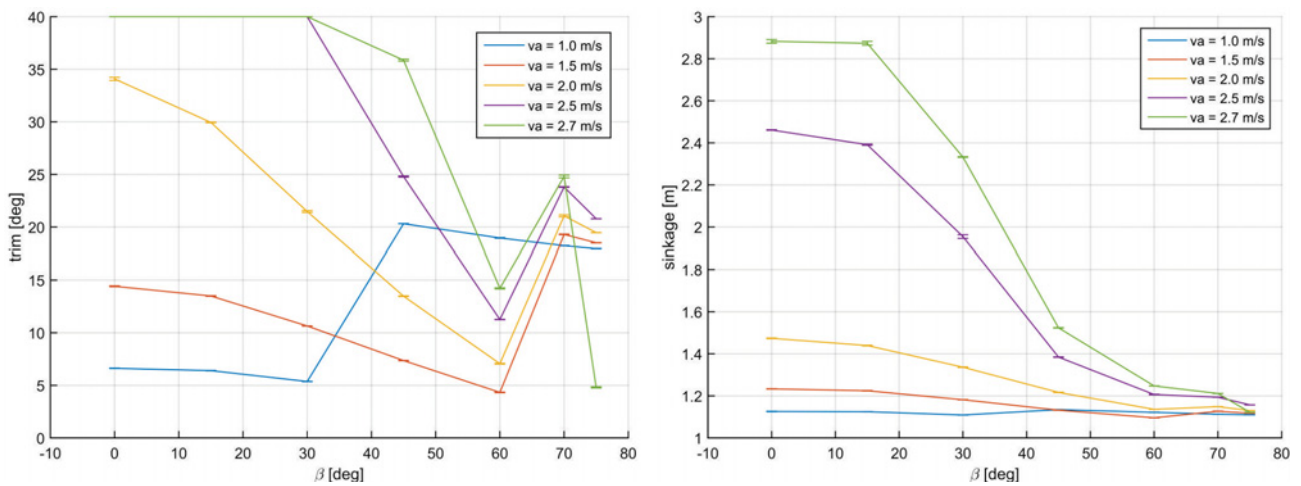 40
35
30
25
20
15
10
5
0
trim [deg]
-10 0 10 20 30 40 50 60 70 80
β [deg]
va = 1.0 m/s
va = 1.5 m/s
va = 2.0 m/s
va = 2.5 m/s
va = 2.7 m/s
3
2.8
2.6
2.4
2.2
2
1.8
1.6
1.4
1.2
1
sinkage [m]
-10 0 10 20 30 40 50 60 70 80
β [deg]
va = 1.0 m/s
va = 1.5 m/s
va = 2.0 m/s
va = 2.5 m/s
va = 2.7 m/s